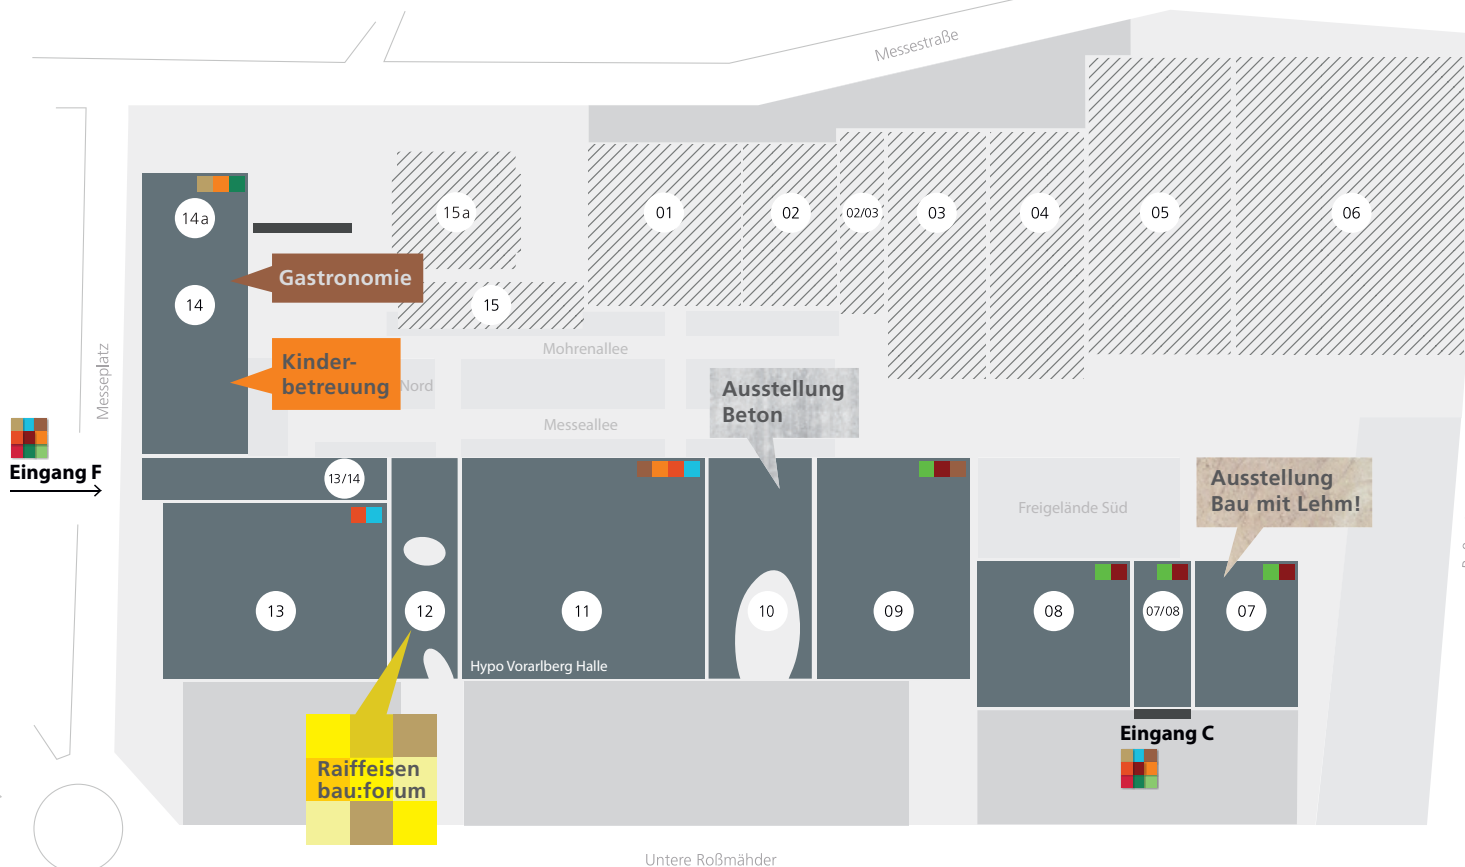 Messestraße
14a
15a
01
02
02/03
03
04
05
06
Gastronomie
14
15
Mohrenallee
Messeplatz
Kinder-
betreuung
Nord
Ausstellung
Beton
Messeallee
Eingang F
13/14
Freigelände Süd
Ausstellung
Bau mit Lehm!
13
12
11
10
09
08
07/08
07
Hypo Vorarlberg Halle
Eingang C
Raiffeisen
bau:forum
Untere Roßmähder